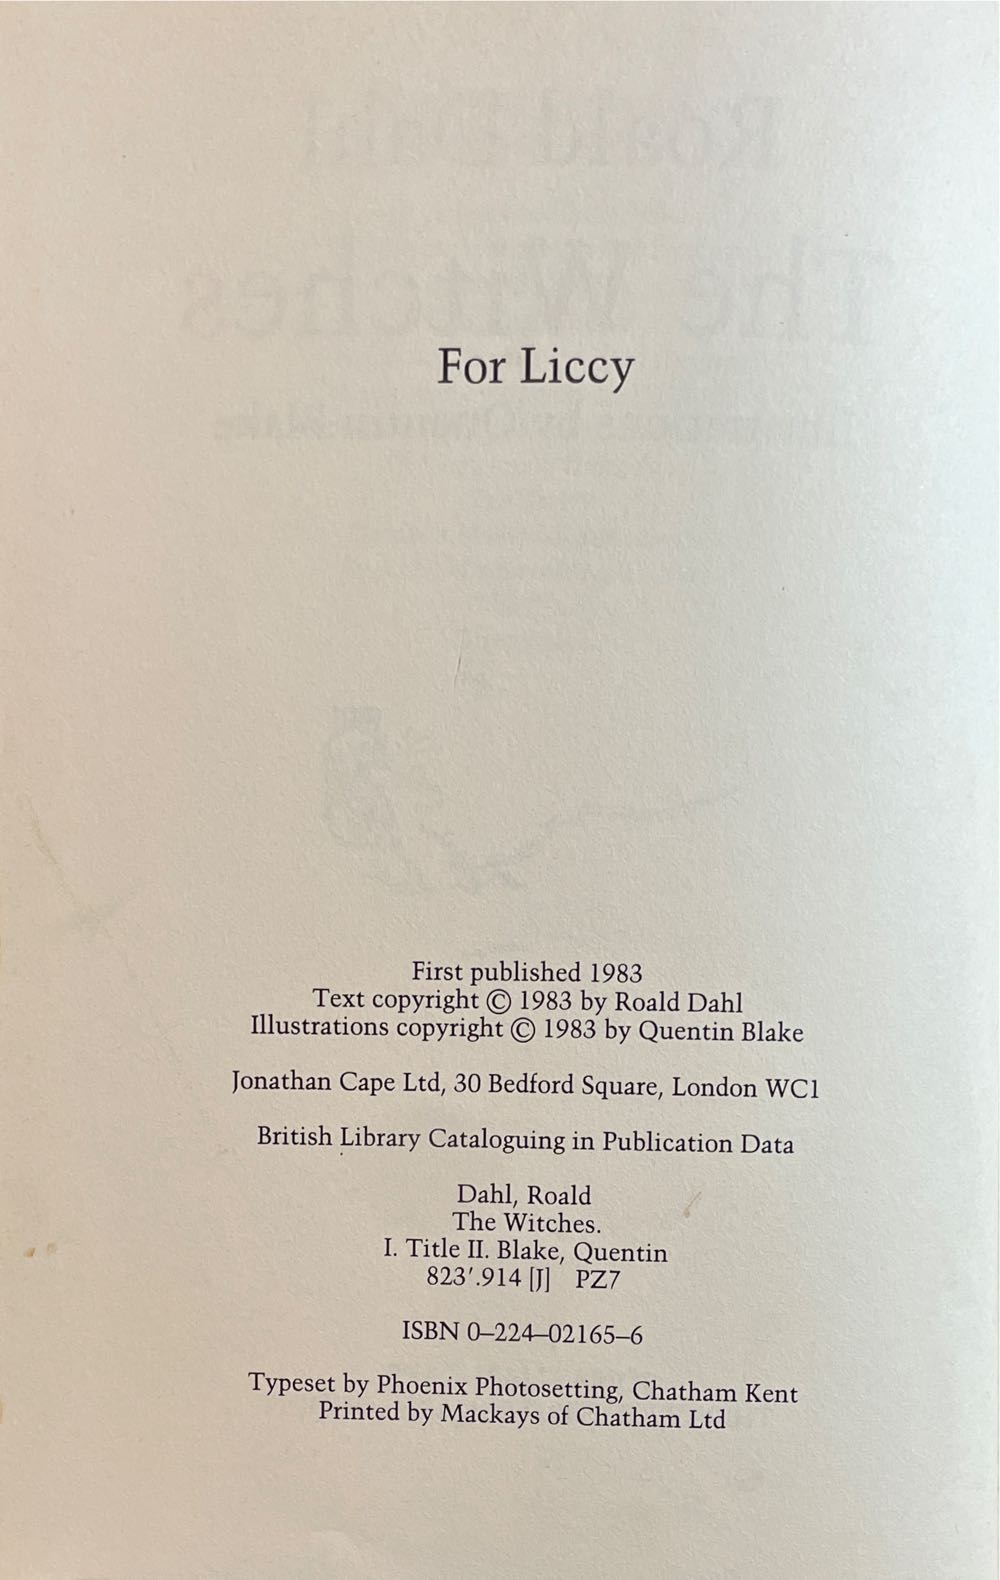 For Liccy
First published 1983
Text copyright © 1983 by Roald Dahl
Illustrations copyright © 1983 by Quentin Blake
Jonathan Cape Ltd, 30 Bedford Square, London WC1
British Library Cataloguing in Publication Data
Dahl, Roald
The Witches.
I. Title II. Blake, Quentin
823′.914 [J] PZ7
ISBN 0–224–02165–6
Typeset by Phoenix Photosetting, Chatham Kent
Printed by Mackays of Chatham Ltd